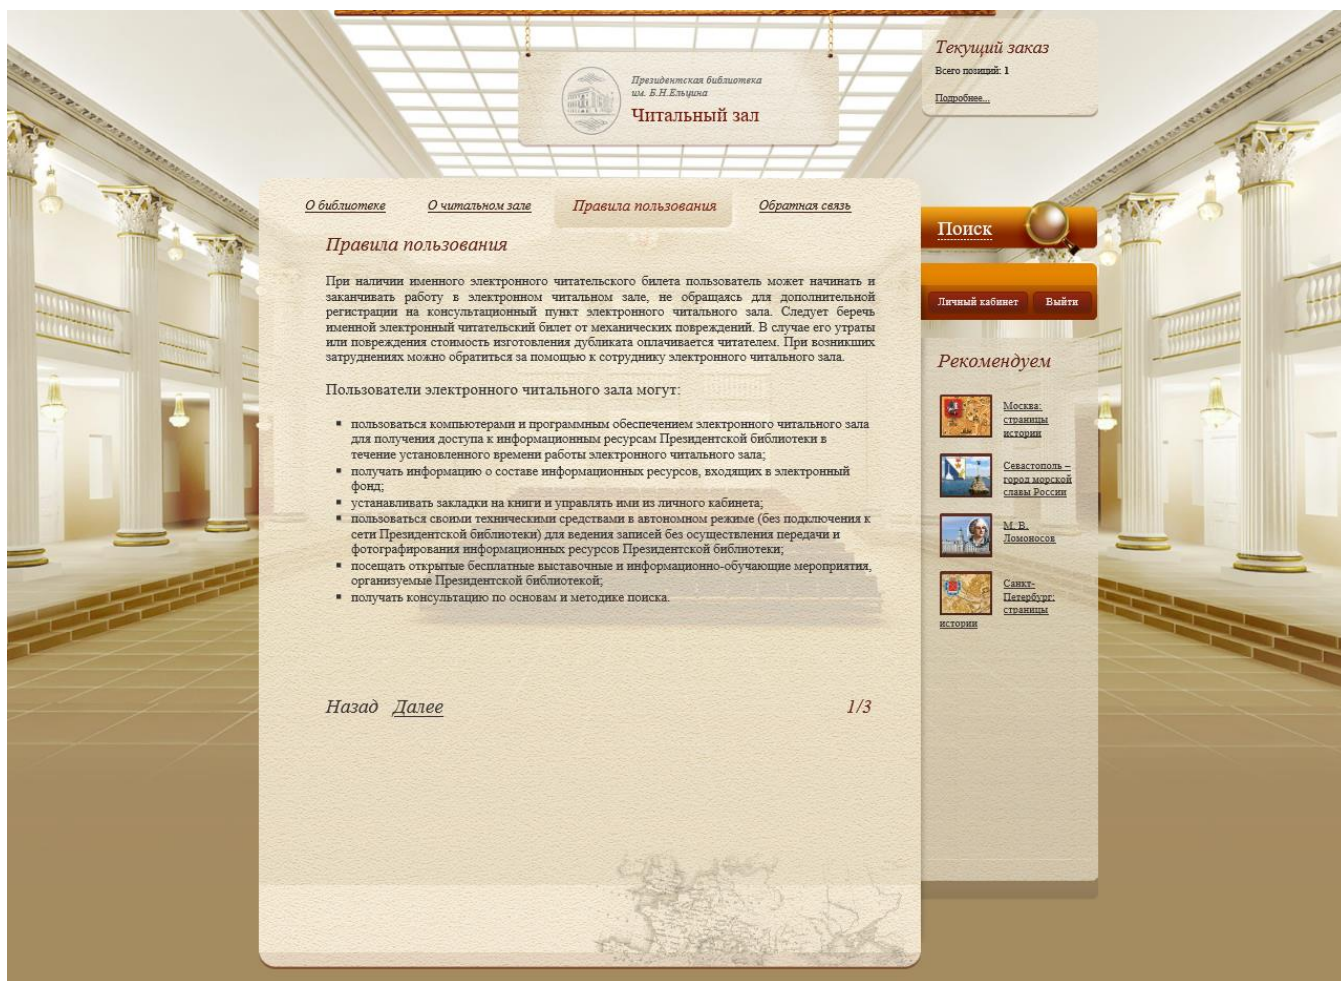 Президентская библиотека
им. Б.Н.Ельцина
Читальный зал
Текущий заказ
Всего позиций: 1
Подробнее...
О библиотеке
О читальном зале
Правила пользования
Обратная связь
Правила пользования
При наличии именного электронного читательского билета пользователь может начинать и
заканчивать работу в электронном читальном зале, не обращаясь для дополнительной
регистрации на консультационный пункт электронного читального зала. Следует беречь
именной электронный читательский билет от механических повреждений. В случае его утраты
или повреждения стоимость изготовления дубликата оплачивается читателем. При возникших
затруднениях можно обратиться за помощью к сотруднику электронного читального зала.
Пользователи электронного читального зала могут:
пользоваться компьютерами и программным обеспечением электронного читального зала
для получения доступа к информационным ресурсам Президентской библиотеки в
течение установленного времени работы электронного читального зала;
получать информацию о составе информационных ресурсов, входящих в электронный
фонд;
устанавливать закладки на книги и управлять ими из личного кабинета;
пользоваться своими техническими средствами в автономном режиме (без подключения к
сети Президентской библиотеки) для ведения записей без осуществления передачи и
фотографирования информационных ресурсов Президентской библиотеки;
посещать открытые бесплатные выставочные и информационно-обучающие мероприятия,
организуемые Президентской библиотекой;
получать консультацию по основам и методике поиска.
Назад Далее
1/3
Поиск
Личный кабинет
Выйти
Рекомендуем
Москва:
страницы
истории
Севастополь –
город морской
славы России
М. В.
Ломоносов
Санкт-
Петербург:
страницы
истории